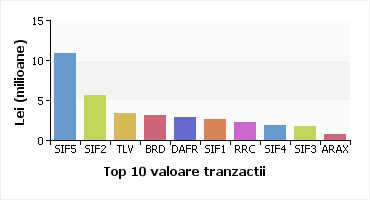 Lei (milioane)
15
10
5
0
SIF5 SIF2 TLV BRD DAFR SIF1 RRC SIF4 SIF3 ARAX
Top 10 valoare tranzactii